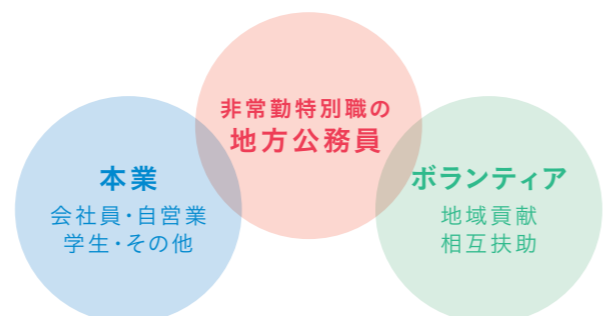 非常勤特別職の
地方公務員
本業
会社員・自営業
学生・その他
ボランティア
地域貢献
相互扶助